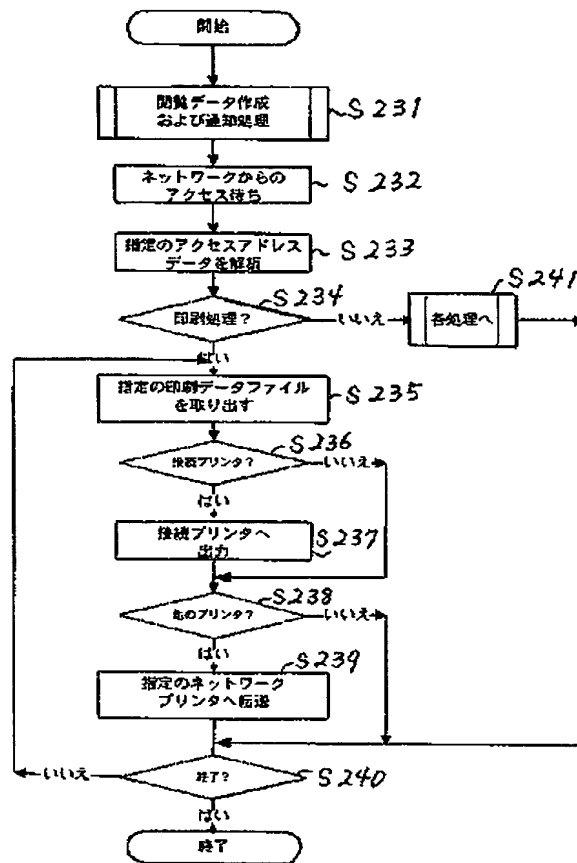 開始
閲覧データ作成
および通知処理
S231
ネットワークからの
アクセス待ち
S232
指定のアクセスアドレス
データを解析
S233
S234
印刷処理?
いいえ
S241
各処理へ
はい
指定の印刷データファイル
を取り出す
S235
S236
接続プリンタ?
いいえ
はい
接続プリンタへ
出力
S237
S238
他のプリンタ?
いいえ
はい
S239
指定のネットワーク
プリンタへ転送
いいえ
終了?
S240
はい
終了